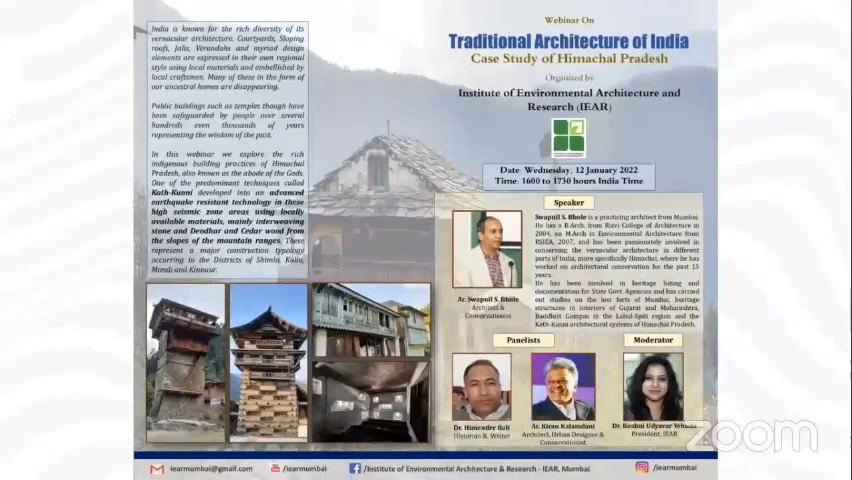 India is known for the rich diversity of its
vernacular architecture. Courtyards, Sloping
roofs, Jalis, Verandahs and myriad design
elements are expressed in their own regional
style using local materials and embellished by
local craftsmen. Many of these in the form of
our ancestral homes are disappearing.
Public buildings such as temples though have
been safeguarded by people over several
hundreds even thousands of years
representing the wisdom of the past.
In this webinar we explore the rich
indigenous building practices of Himachal
Pradesh, also known as the abode of the Gods.
One of the predominant techniques called
Kath-Kunni developed into an advanced
earthquake resistant technology in these
high seismic zone areas using locally
available materials, mainly interweaving
stone and Deodhar and Cedar wood from
the slopes of the mountain ranges. These
represent a major construction typology
occurring in the Districts of Shimla, Kullu,
Mandi and Kinnaur.
Webinar On
Traditional Architecture of India
Case Study of Himachal Pradesh
Organized by
Institute of Environmental Architecture and
Research (IEAR)
Date: Wednesday, 12 January 2022
Time: 1600 to 1730 hours India Time
Speaker
Ar. Swapnil S. Bhole
Architect &
Conservationist
Swapnil S. Bhole is a practicing architect from Mumbai.
He has a B.Arch. from Rizvi College of Architecture in
2004, an M.Arch in Environmental Architecture from
RSIEA, 2007, and has been passionately involved in
conserving the vernacular architecture in different
parts of India, more specifically Himachal, where he has
worked on architectural conservation for the past 15
years.
He has been involved in heritage listing and
documentation for State Govt. Agencies and has carried
out studies on the lost forts of Mumbai, heritage
structures in interiors of Gujarat and Maharashtra,
Buddhist Gompas in the Lahul-Spiti region and the
Kath-Kunni architectural systems of Himachal Pradesh.
Panelists
Moderator
Dr. Himender Bali
Historian & Writer
Ar. Kiran Kalamdani
Architect, Urban Designer &
Conservationist
Dr. Roshni Udyavar Yehuda
President, IEAR
zoom
iearmumbai@gmail.com
/iearmumbai
/Institute of Environmental Architecture & Research - IEAR, Mumbai
/iearmumbai